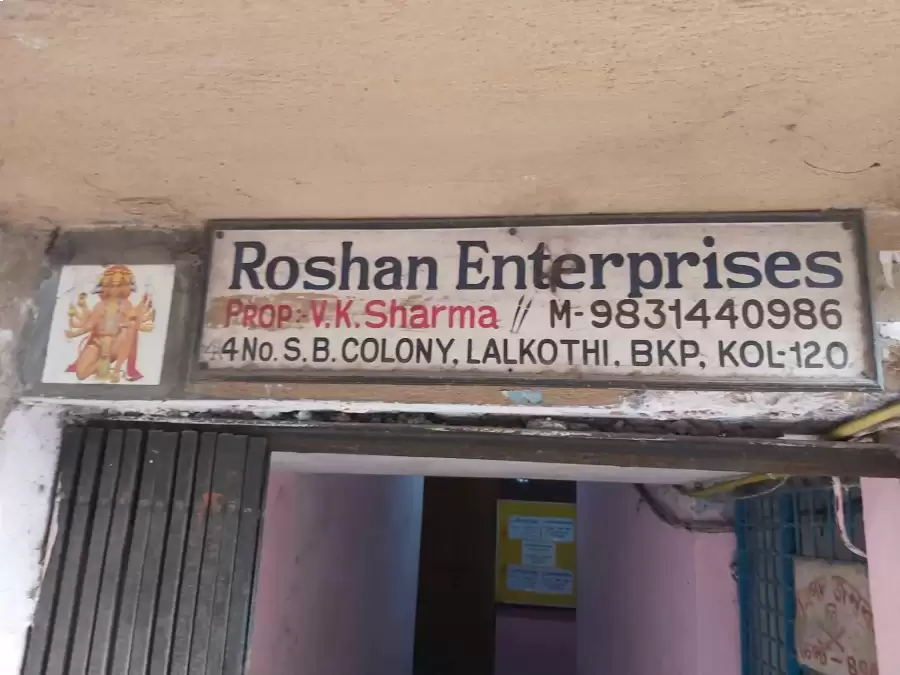 Roshan Enterprises
PROP:-V.K.Sharma // M-9831440986
4No. S.B. COLONY, LALKOTHI. BKP, KOL-120